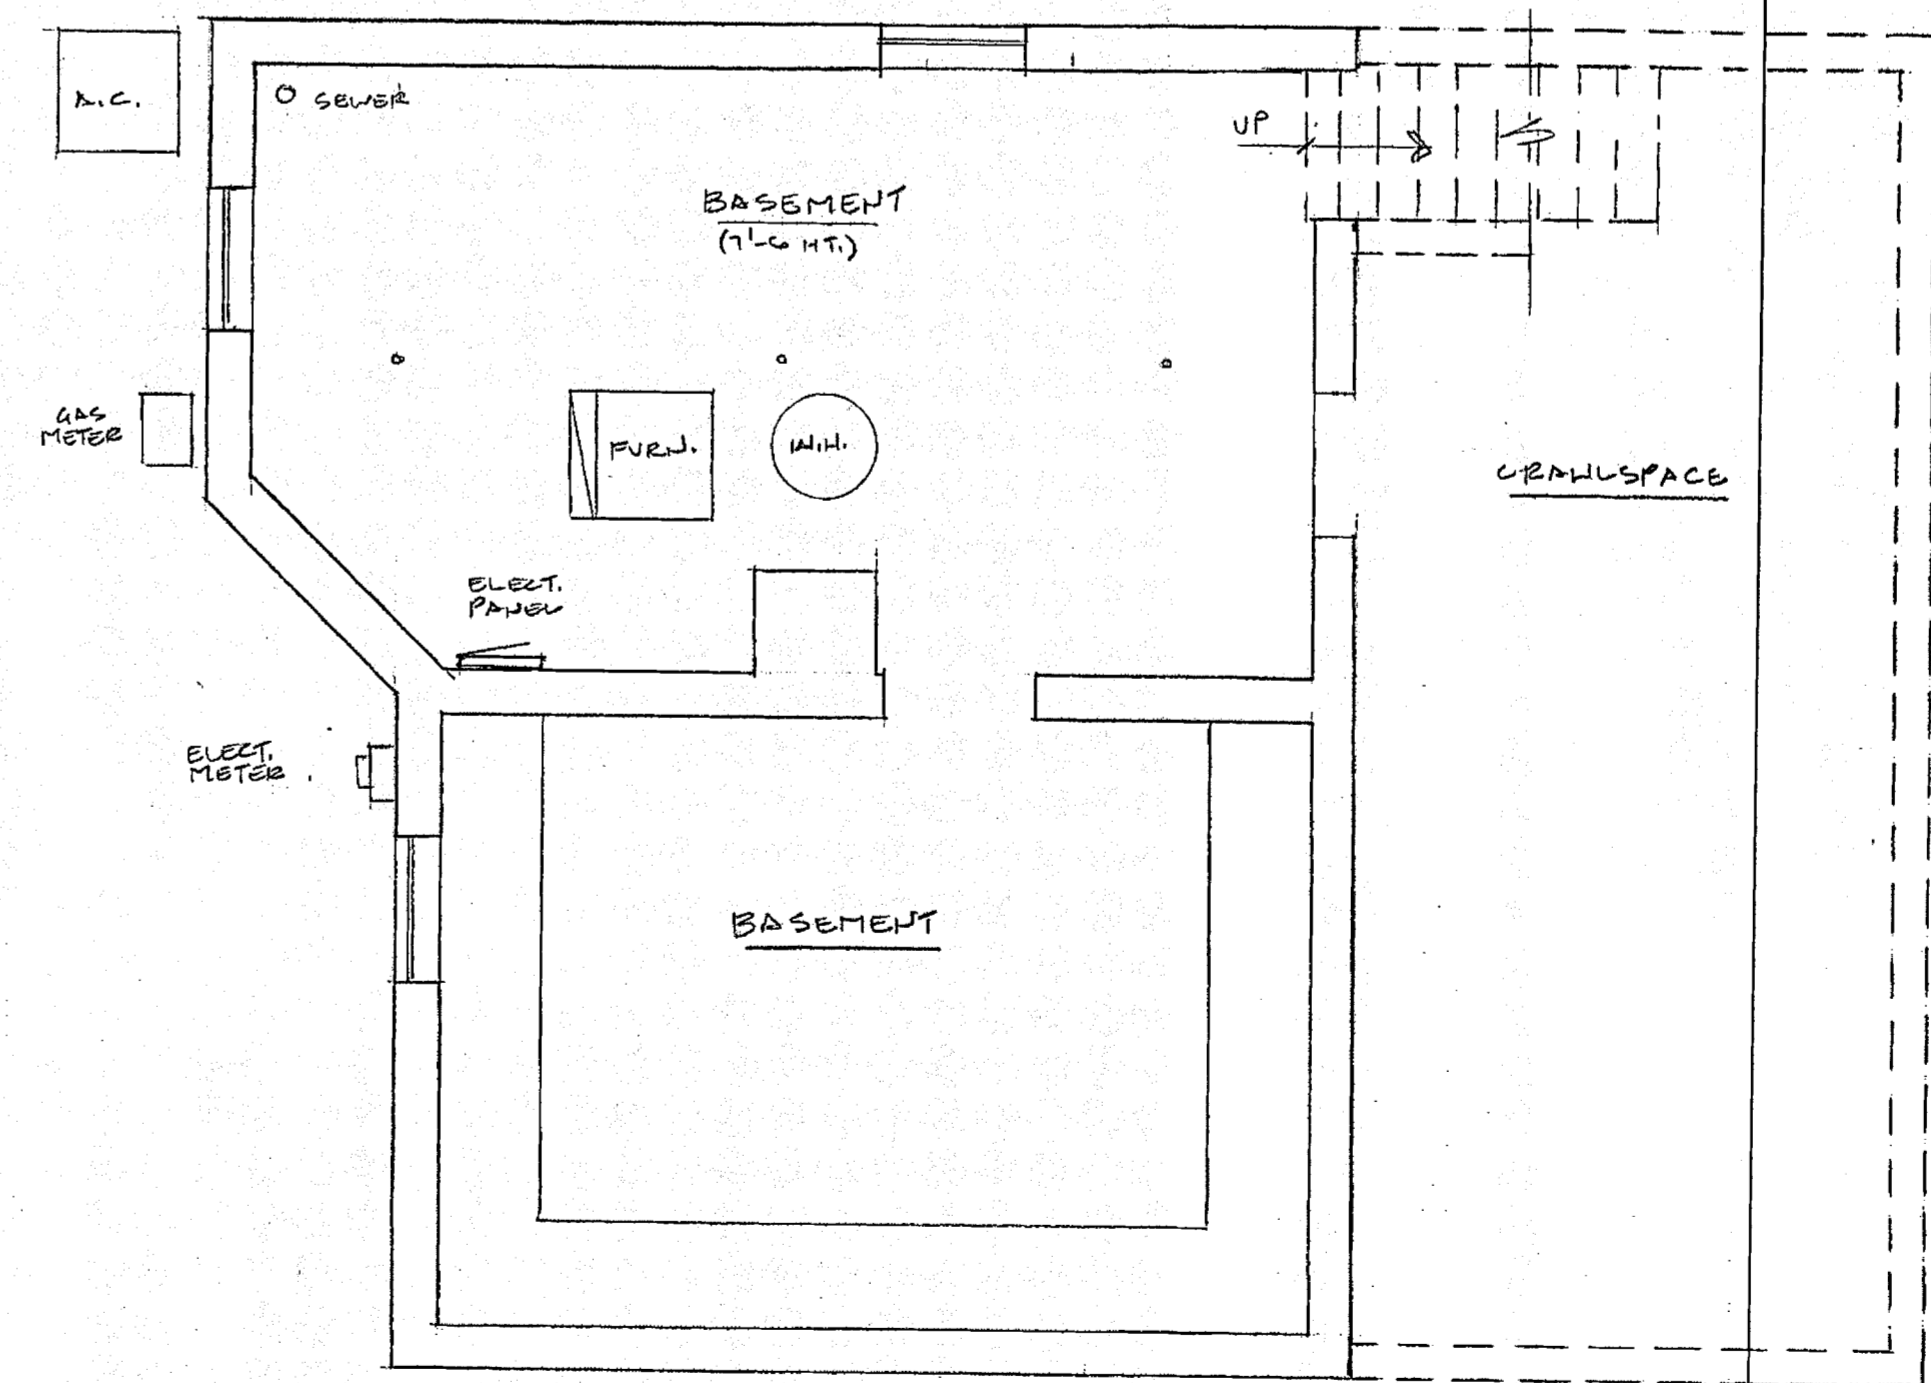 A.C.
SEWER
UP
BASEMENT
(7'-6 HT.)
GAS
METER
FURN.
W.H.
CRAWLSPACE
ELECT.
PANEL
ELECT.
METER
BASEMENT